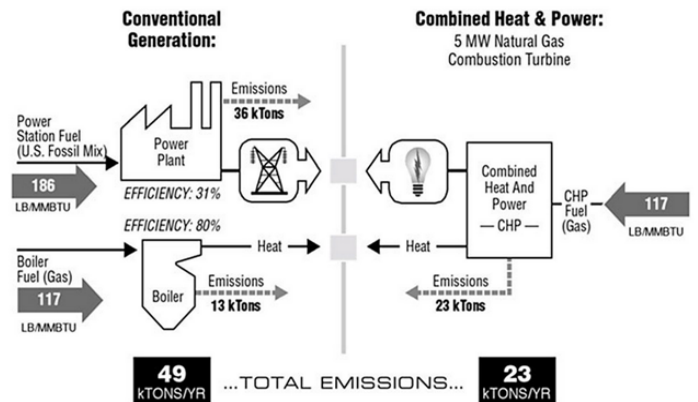 Conventional
Generation:
Combined Heat & Power:
5 MW Natural Gas
Combustion Turbine
Emissions
36 kTons
Power
Station Fuel
(U.S. Fossil Mix)
186
LB/MMBTU
Power
Plant
EFFICIENCY: 31%
EFFICIENCY: 80%
Boiler
Fuel (Gas)
117
LB/MMBTU
Boiler
Heat
Emissions
13 kTons
Combined
Heat And
Power
— CHP —
CHP
Fuel
(Gas)
117
LB/MMBTU
Heat
Emissions
23 kTons
49
kTONS/YR
...TOTAL EMISSIONS...
23
kTONS/YR